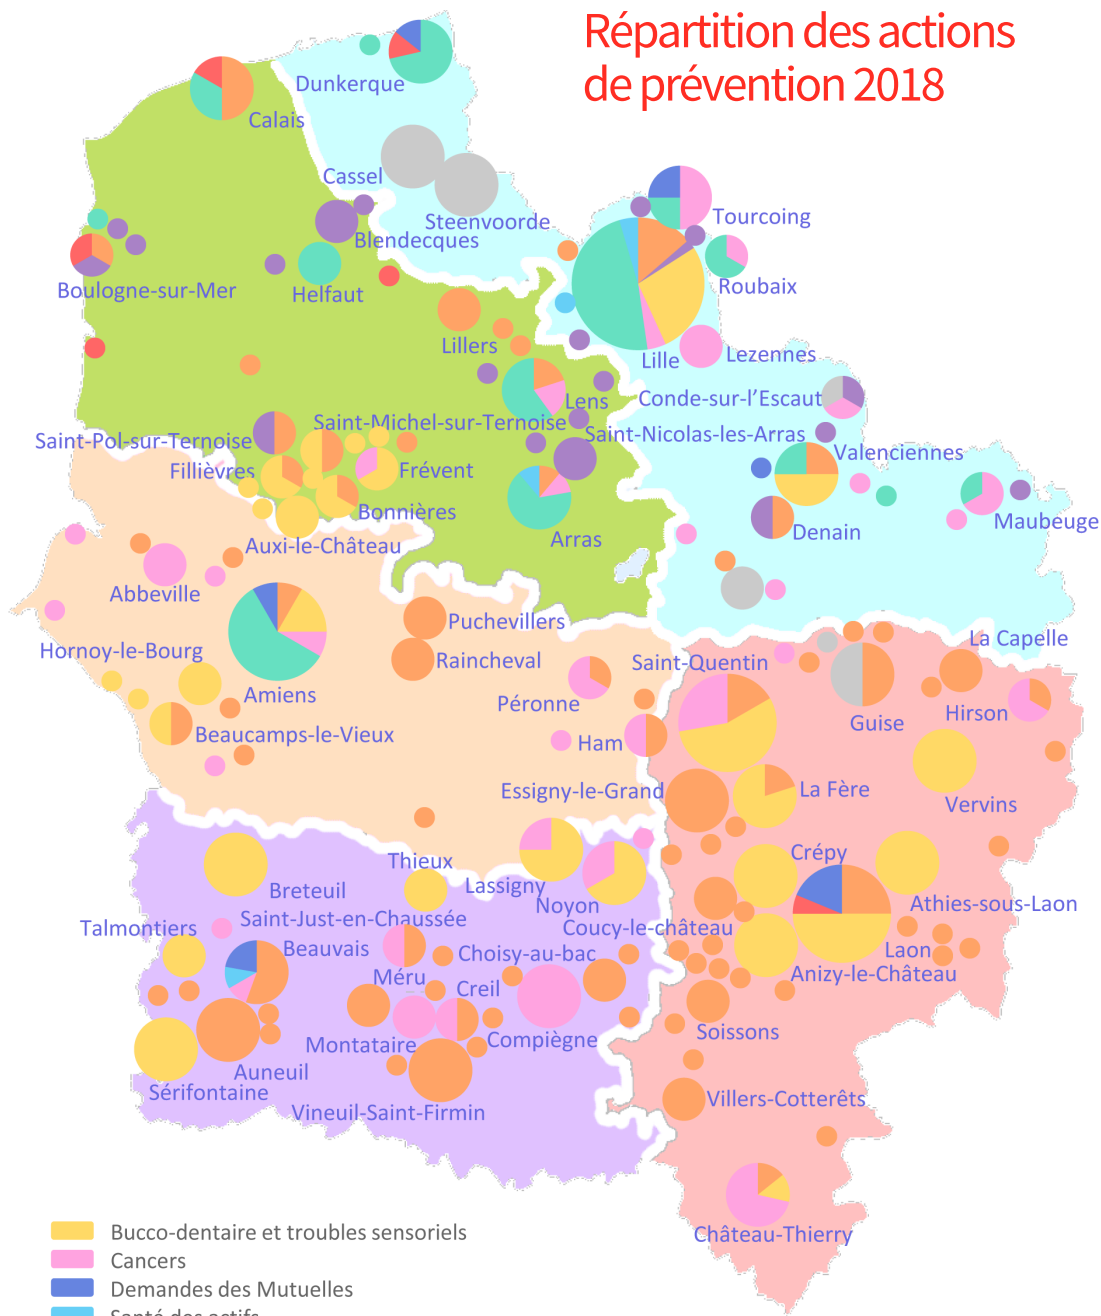 Répartition des actions
de prévention 2018
Dunkerque
Calais
Cassel
Steenvoorde
Tourcoing
Blendecques
Roubaix
Boulogne-sur-Mer
Helfaut
Lillers
Lille
Lezennes
Lens
Conde-sur-l'Escaut
Saint-Michel-sur-Ternoise
Saint-Pol-sur-Ternoise
Saint-Nicolas-les-Arras
Valenciennes
Fillièvres
Frévent
Bonnières
Maubeuge
Denain
Arras
Auxi-le-Château
Abbeville
Puchevillers
La Capelle
Hornoy-le-Bourg
Raincheval
Saint-Quentin
Amiens
Péronne
Hirson
Guise
Beaucamps-le-Vieux
Ham
Essigny-le-Grand
La Fère
Vervins
Crépy
Thieux
Lassigny
Breteuil
Noyon
Athies-sous-Laon
Saint-Just-en-Chaussée
Talmontiers
Coucy-le-château
Beauvais
Choisy-au-bac
Laon
Anizy-le-Château
Méru
Creil
Soissons
Montataire
Compiègne
Auneuil
Sérifontaine
Villers-Cotterêts
Vineuil-Saint-Firmin
Château-Thierry
Bucco-dentaire et troubles sensoriels
Cancers
Demandes des Mutuelles
Santé des actifs